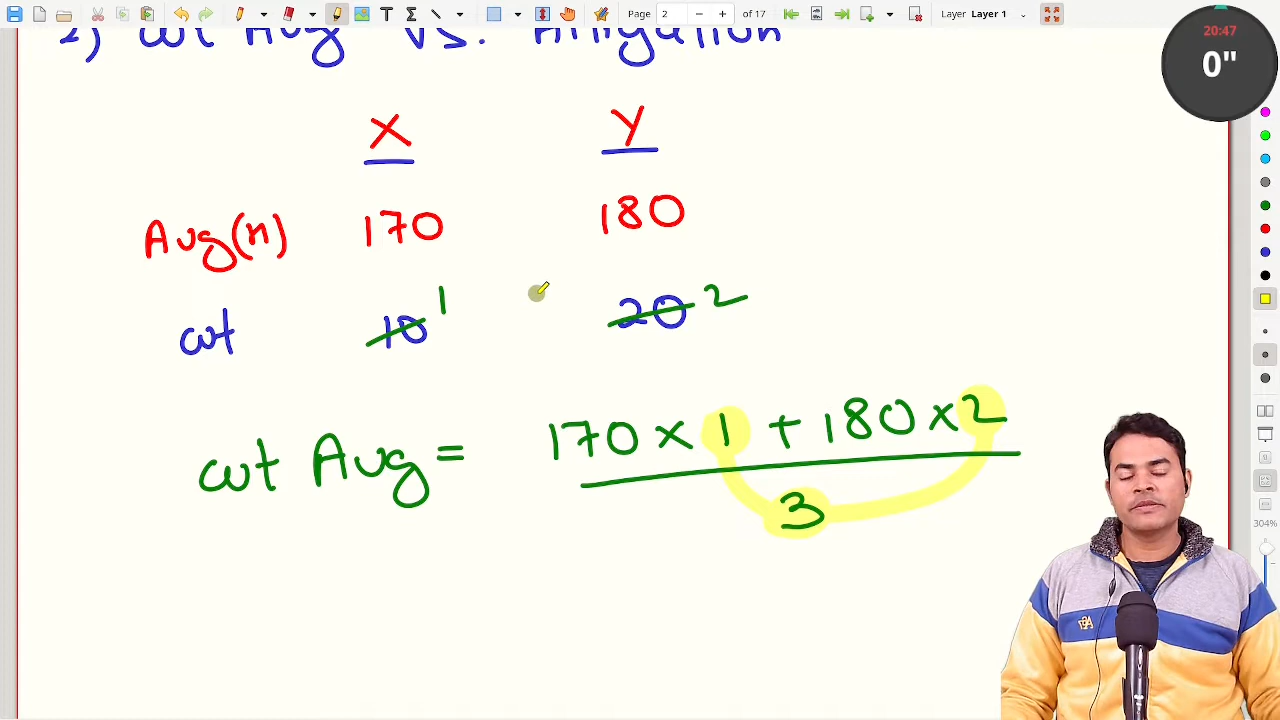 20:47
0"
Page 2 of 17
Layer Layer 1
2) wt Avg Vs. Alligation
X Y
Avg(n) 170 180
wt 10 1 20 2
wt Avg = 170 x 1 + 180 x 2
3
304%